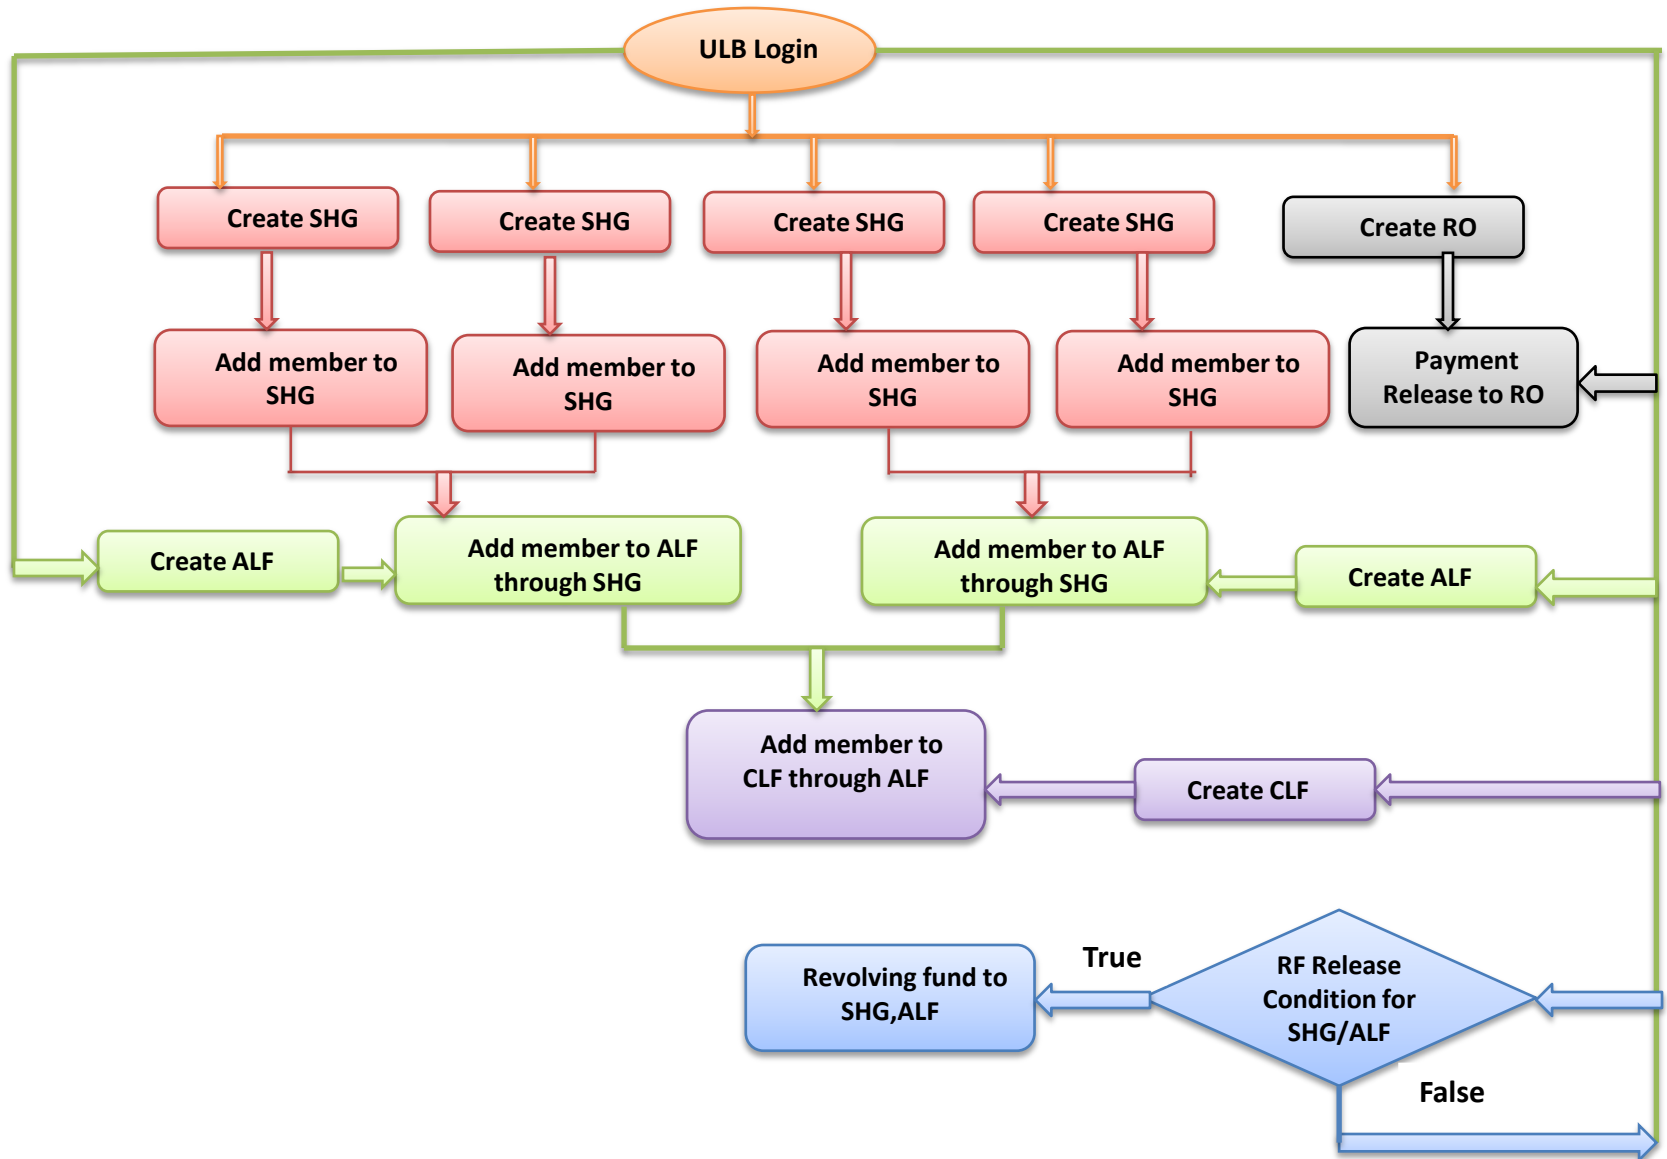 ULB Login
Create SHG
Create SHG
Create SHG
Create SHG
Create RO
Add member to
SHG
Add member to
SHG
Add member to
SHG
Add member to
SHG
Payment
Release to RO
Create ALF
Add member to ALF
through SHG
Add member to ALF
through SHG
Create ALF
Add member to
CLF through ALF
Create CLF
Revolving fund to
SHG,ALF
True
RF Release
Condition for
SHG/ALF
False